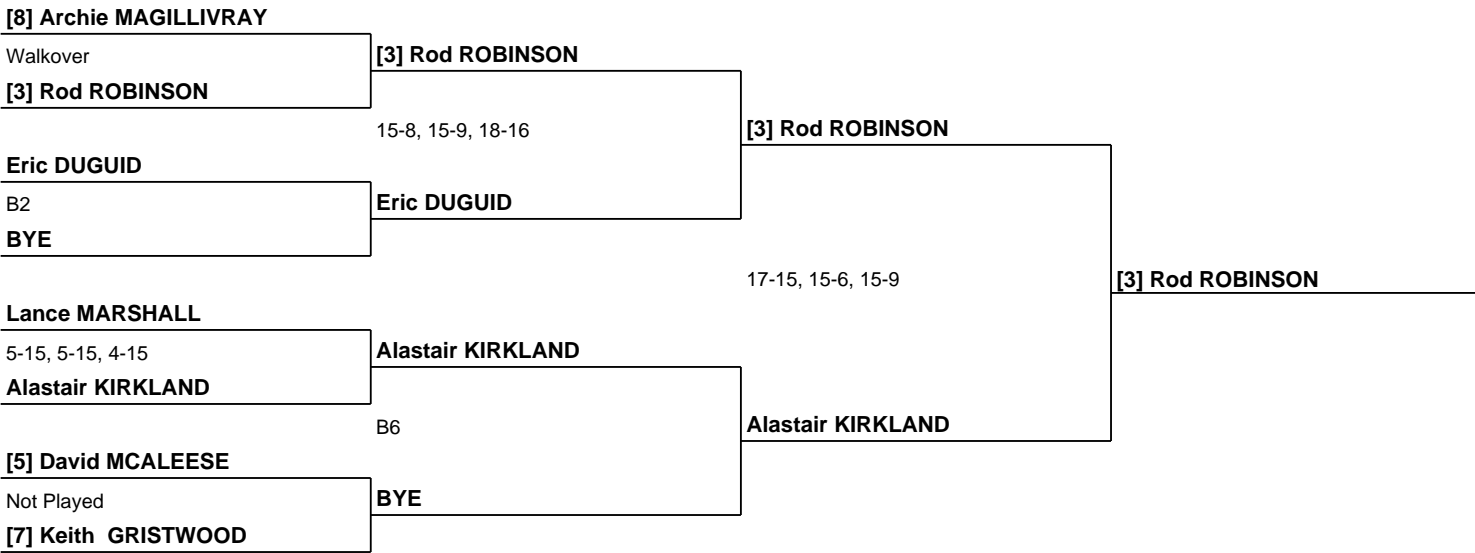 [8] Archie MAGILLIVRAY
Walkover
[3] Rod ROBINSON
[3] Rod ROBINSON
15-8, 15-9, 18-16
[3] Rod ROBINSON
Eric DUGUID
B2
Eric DUGUID
BYE
17-15, 15-6, 15-9
[3] Rod ROBINSON
Lance MARSHALL
5-15, 5-15, 4-15
Alastair KIRKLAND
Alastair KIRKLAND
B6
Alastair KIRKLAND
[5] David MCALEESE
Not Played
BYE
[7] Keith  GRISTWOOD